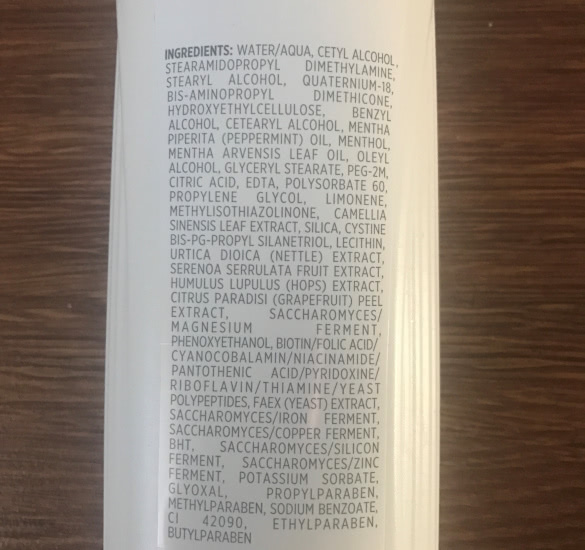 INGREDIENTS: WATER/AQUA, CETYL ALCOHOL,
STEARAMIDOPROPYL DIMETHYLAMINE,
STEARYL ALCOHOL, QUATERNIUM-18,
BIS-AMINOPROPYL DIMETHICONE,
HYDROXYETHYLCELLULOSE, BENZYL
ALCOHOL, CETEARYL ALCOHOL, MENTHA
PIPERITA (PEPPERMINT) OIL, MENTHOL,
MENTHA ARVENSIS LEAF OIL, OLEYL
ALCOHOL, GLYCERYL STEARATE, PEG-2M,
CITRIC ACID, EDTA, POLYSORBATE 60,
PROPYLENE GLYCOL, LIMONENE,
METHYLISOTHIAZOLINONE, CAMELLIA
SINENSIS LEAF EXTRACT, SILICA, CYSTINE
BIS-PG-PROPYL SILANETRIOL, LECITHIN,
URTICA DIOICA (NETTLE) EXTRACT,
SERENOA SERRULATA FRUIT EXTRACT,
HUMULUS LUPULUS (HOPS) EXTRACT,
CITRUS PARADISI (GRAPEFRUIT) PEEL
EXTRACT, SACCHAROMYCES/
MAGNESIUM FERMENT,
PHENOXYETHANOL, BIOTIN/FOLIC ACID/
CYANOCOBALAMIN/NIACINAMIDE/
PANTOTHENIC ACID/PYRIDOXINE/
RIBOFLAVIN/THIAMINE/YEAST
POLYPEPTIDES, FAEX (YEAST) EXTRACT,
SACCHAROMYCES/IRON FERMENT,
SACCHAROMYCES/COPPER FERMENT,
BHT, SACCHAROMYCES/SILICON
FERMENT, SACCHAROMYCES/ZINC
FERMENT, POTASSIUM SORBATE,
GLYOXAL, PROPYLPARABEN,
METHYLPARABEN, SODIUM BENZOATE,
CI 42090, ETHYLPARABEN,
BUTYLPARABEN